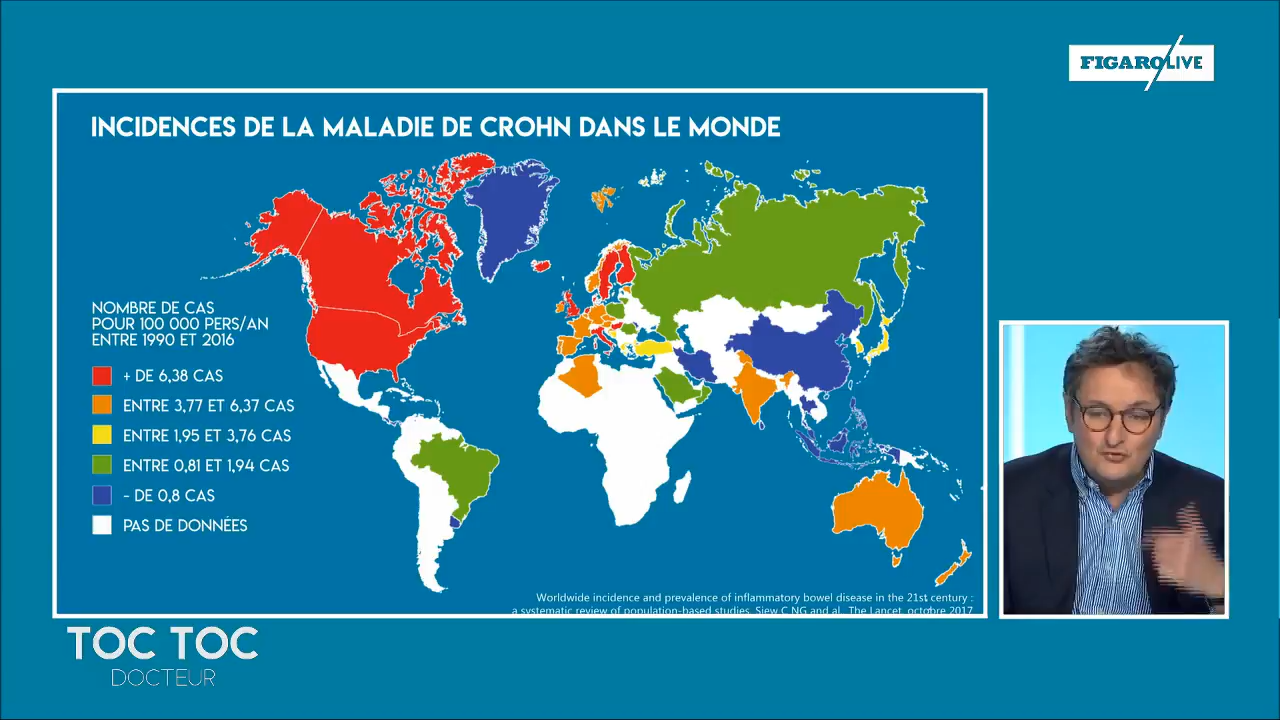 FIGARO LIVE
INCIDENCES DE LA MALADIE DE CROHN DANS LE MONDE
NOMBRE DE CAS
POUR 100 000 PERS/AN
ENTRE 1990 ET 2016
+ DE 6,38 CAS
ENTRE 3,77 ET 6,37 CAS
ENTRE 1,95 ET 3,76 CAS
ENTRE 0,81 ET 1,94 CAS
- DE 0,8 CAS
PAS DE DONNÉES
Worldwide incidence and prevalence of inflammatory bowel disease in the 21st century :
a systematic review of population-based studies. Siew C NG and al. The Lancet, octobre 2017
TOC TOC
DOCTEUR